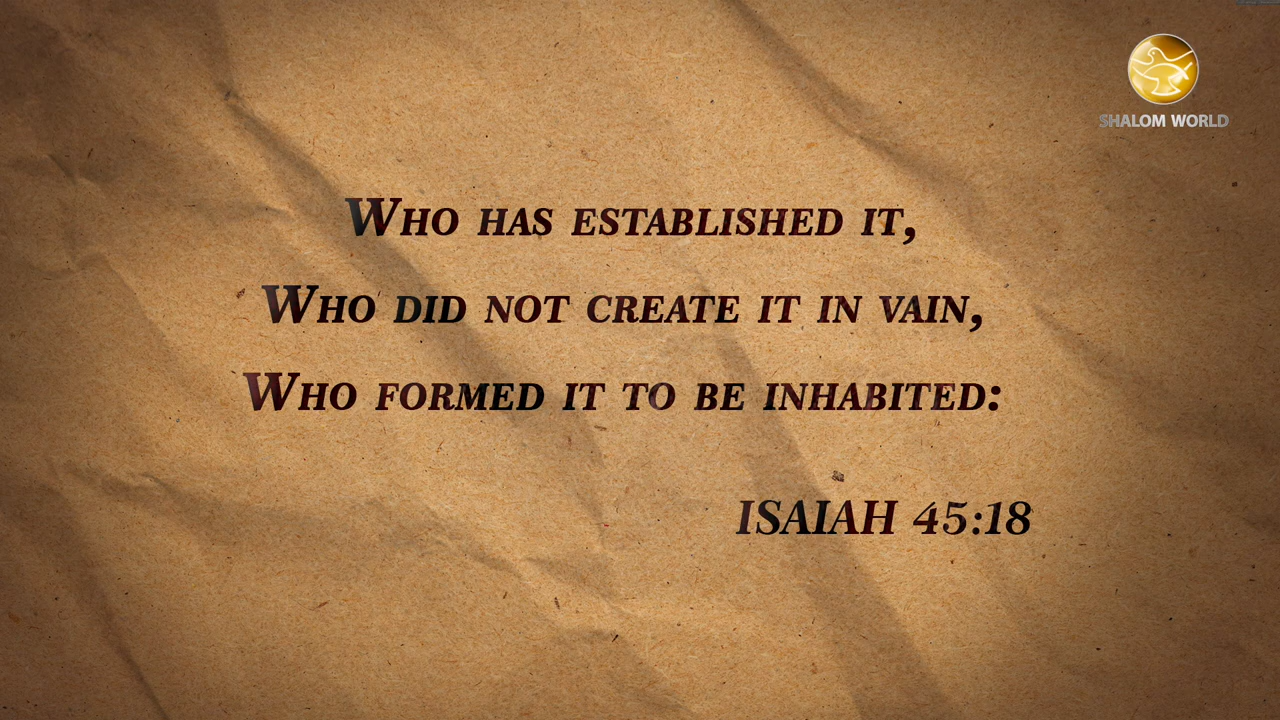 SHALOM WORLD
Who has established it,
Who did not create it in vain,
Who formed it to be inhabited:
ISAIAH 45:18